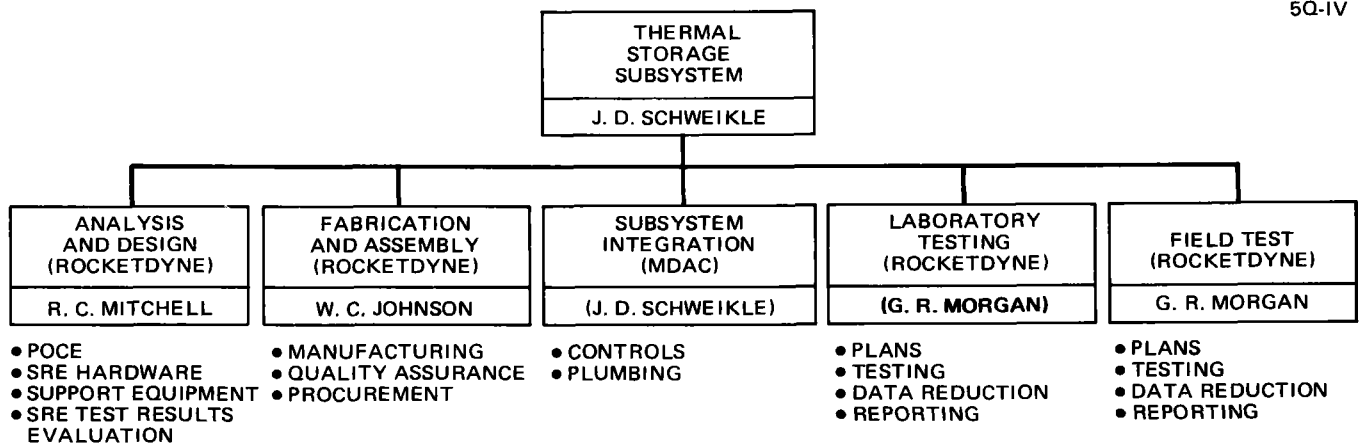 5Q-IV
THERMAL
STORAGE
SUBSYSTEM
J. D. SCHWEIKLE
ANALYSIS
AND DESIGN
(ROCKETDYNE)
R. C. MITCHELL
• POCE
• SRE HARDWARE
• SUPPORT EQUIPMENT
• SRE TEST RESULTS
EVALUATION
FABRICATION
AND ASSEMBLY
(ROCKETDYNE)
W. C. JOHNSON
• MANUFACTURING
• QUALITY ASSURANCE
• PROCUREMENT
SUBSYSTEM
INTEGRATION
(MDAC)
(J. D. SCHWEIKLE)
• CONTROLS
• PLUMBING
LABORATORY
TESTING
(ROCKETDYNE)
(G. R. MORGAN)
• PLANS
• TESTING
• DATA REDUCTION
• REPORTING
FIELD TEST
(ROCKETDYNE)
G. R. MORGAN
• PLANS
• TESTING
• DATA REDUCTION
• REPORTING